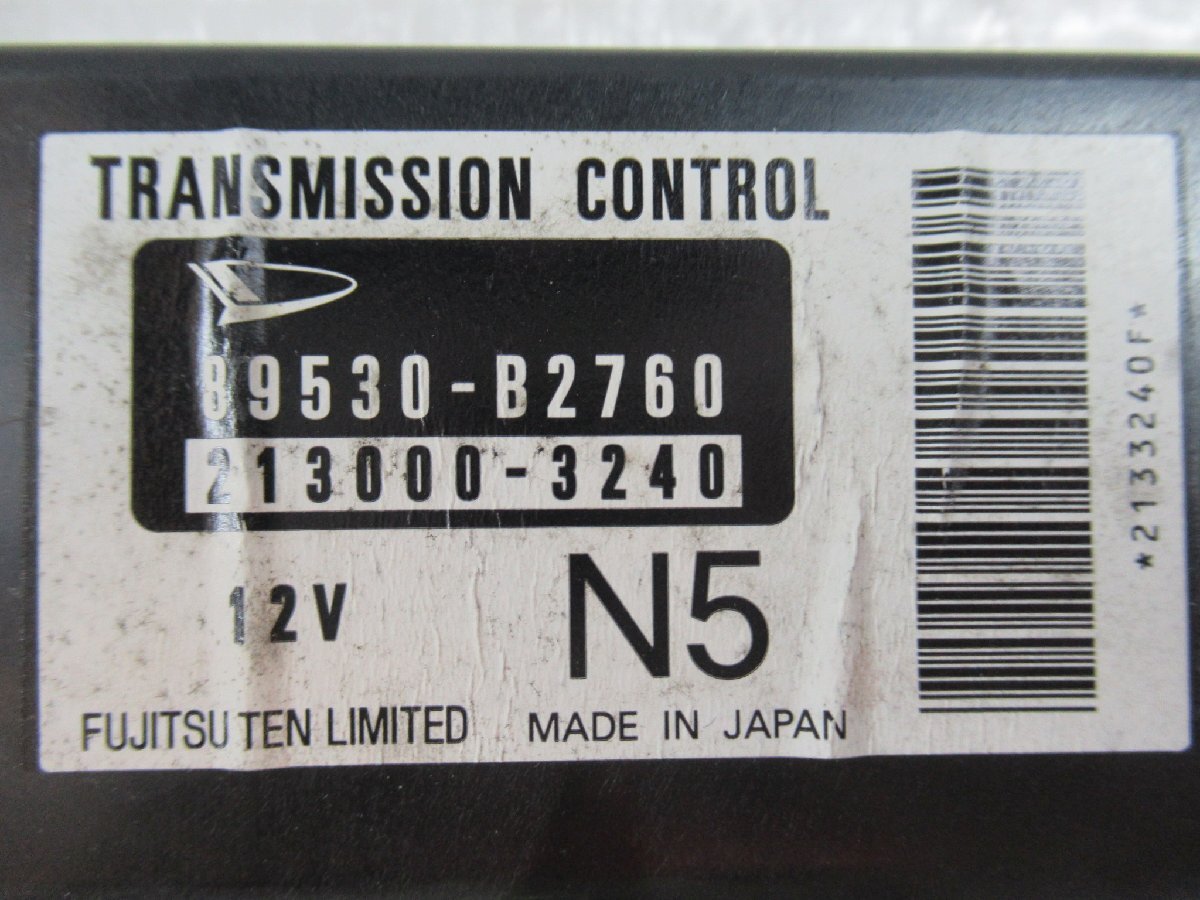 TRANSMISSION CONTROL
89530-B2760
213000-3240
12V
N5
FUJITSU TEN LIMITED
MADE IN JAPAN
*2133240F*